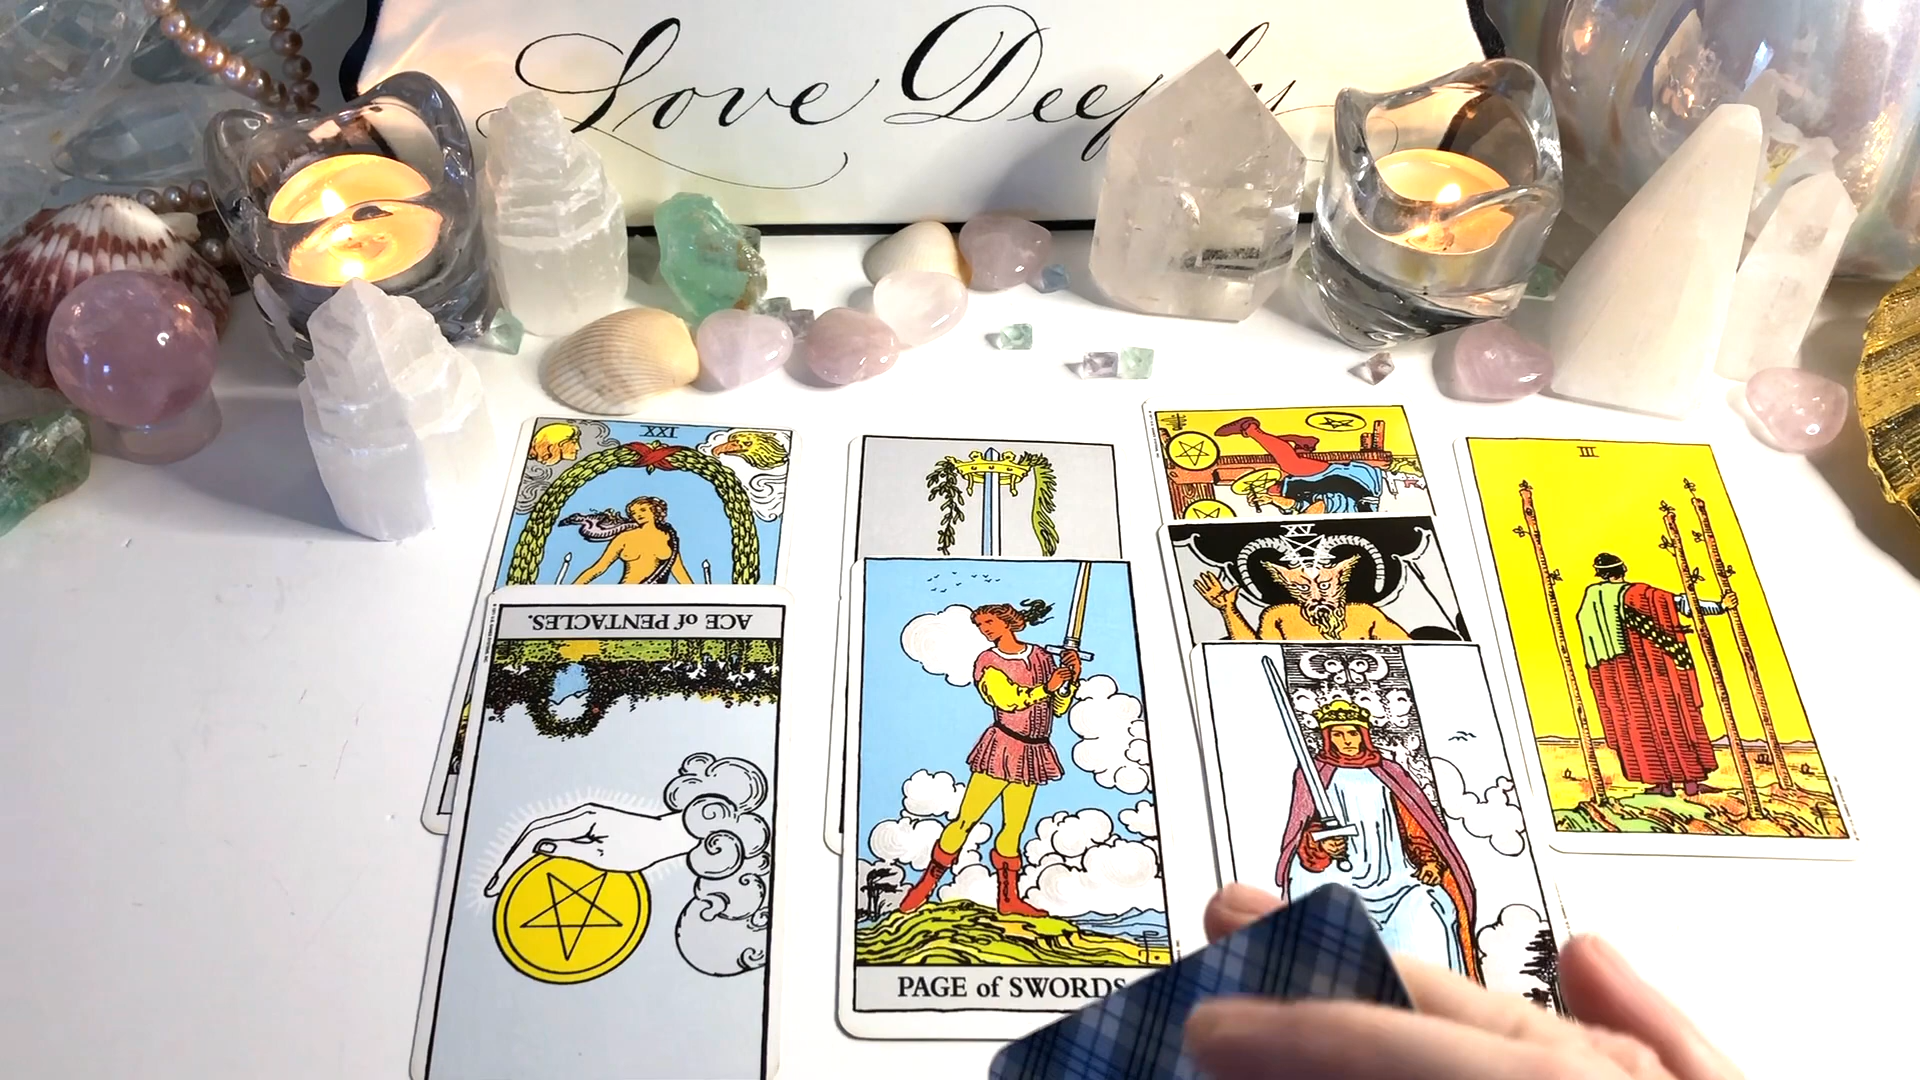 Love Deeply
XXI
XV
III
ACE of PENTACLES.
PAGE of SWORDS